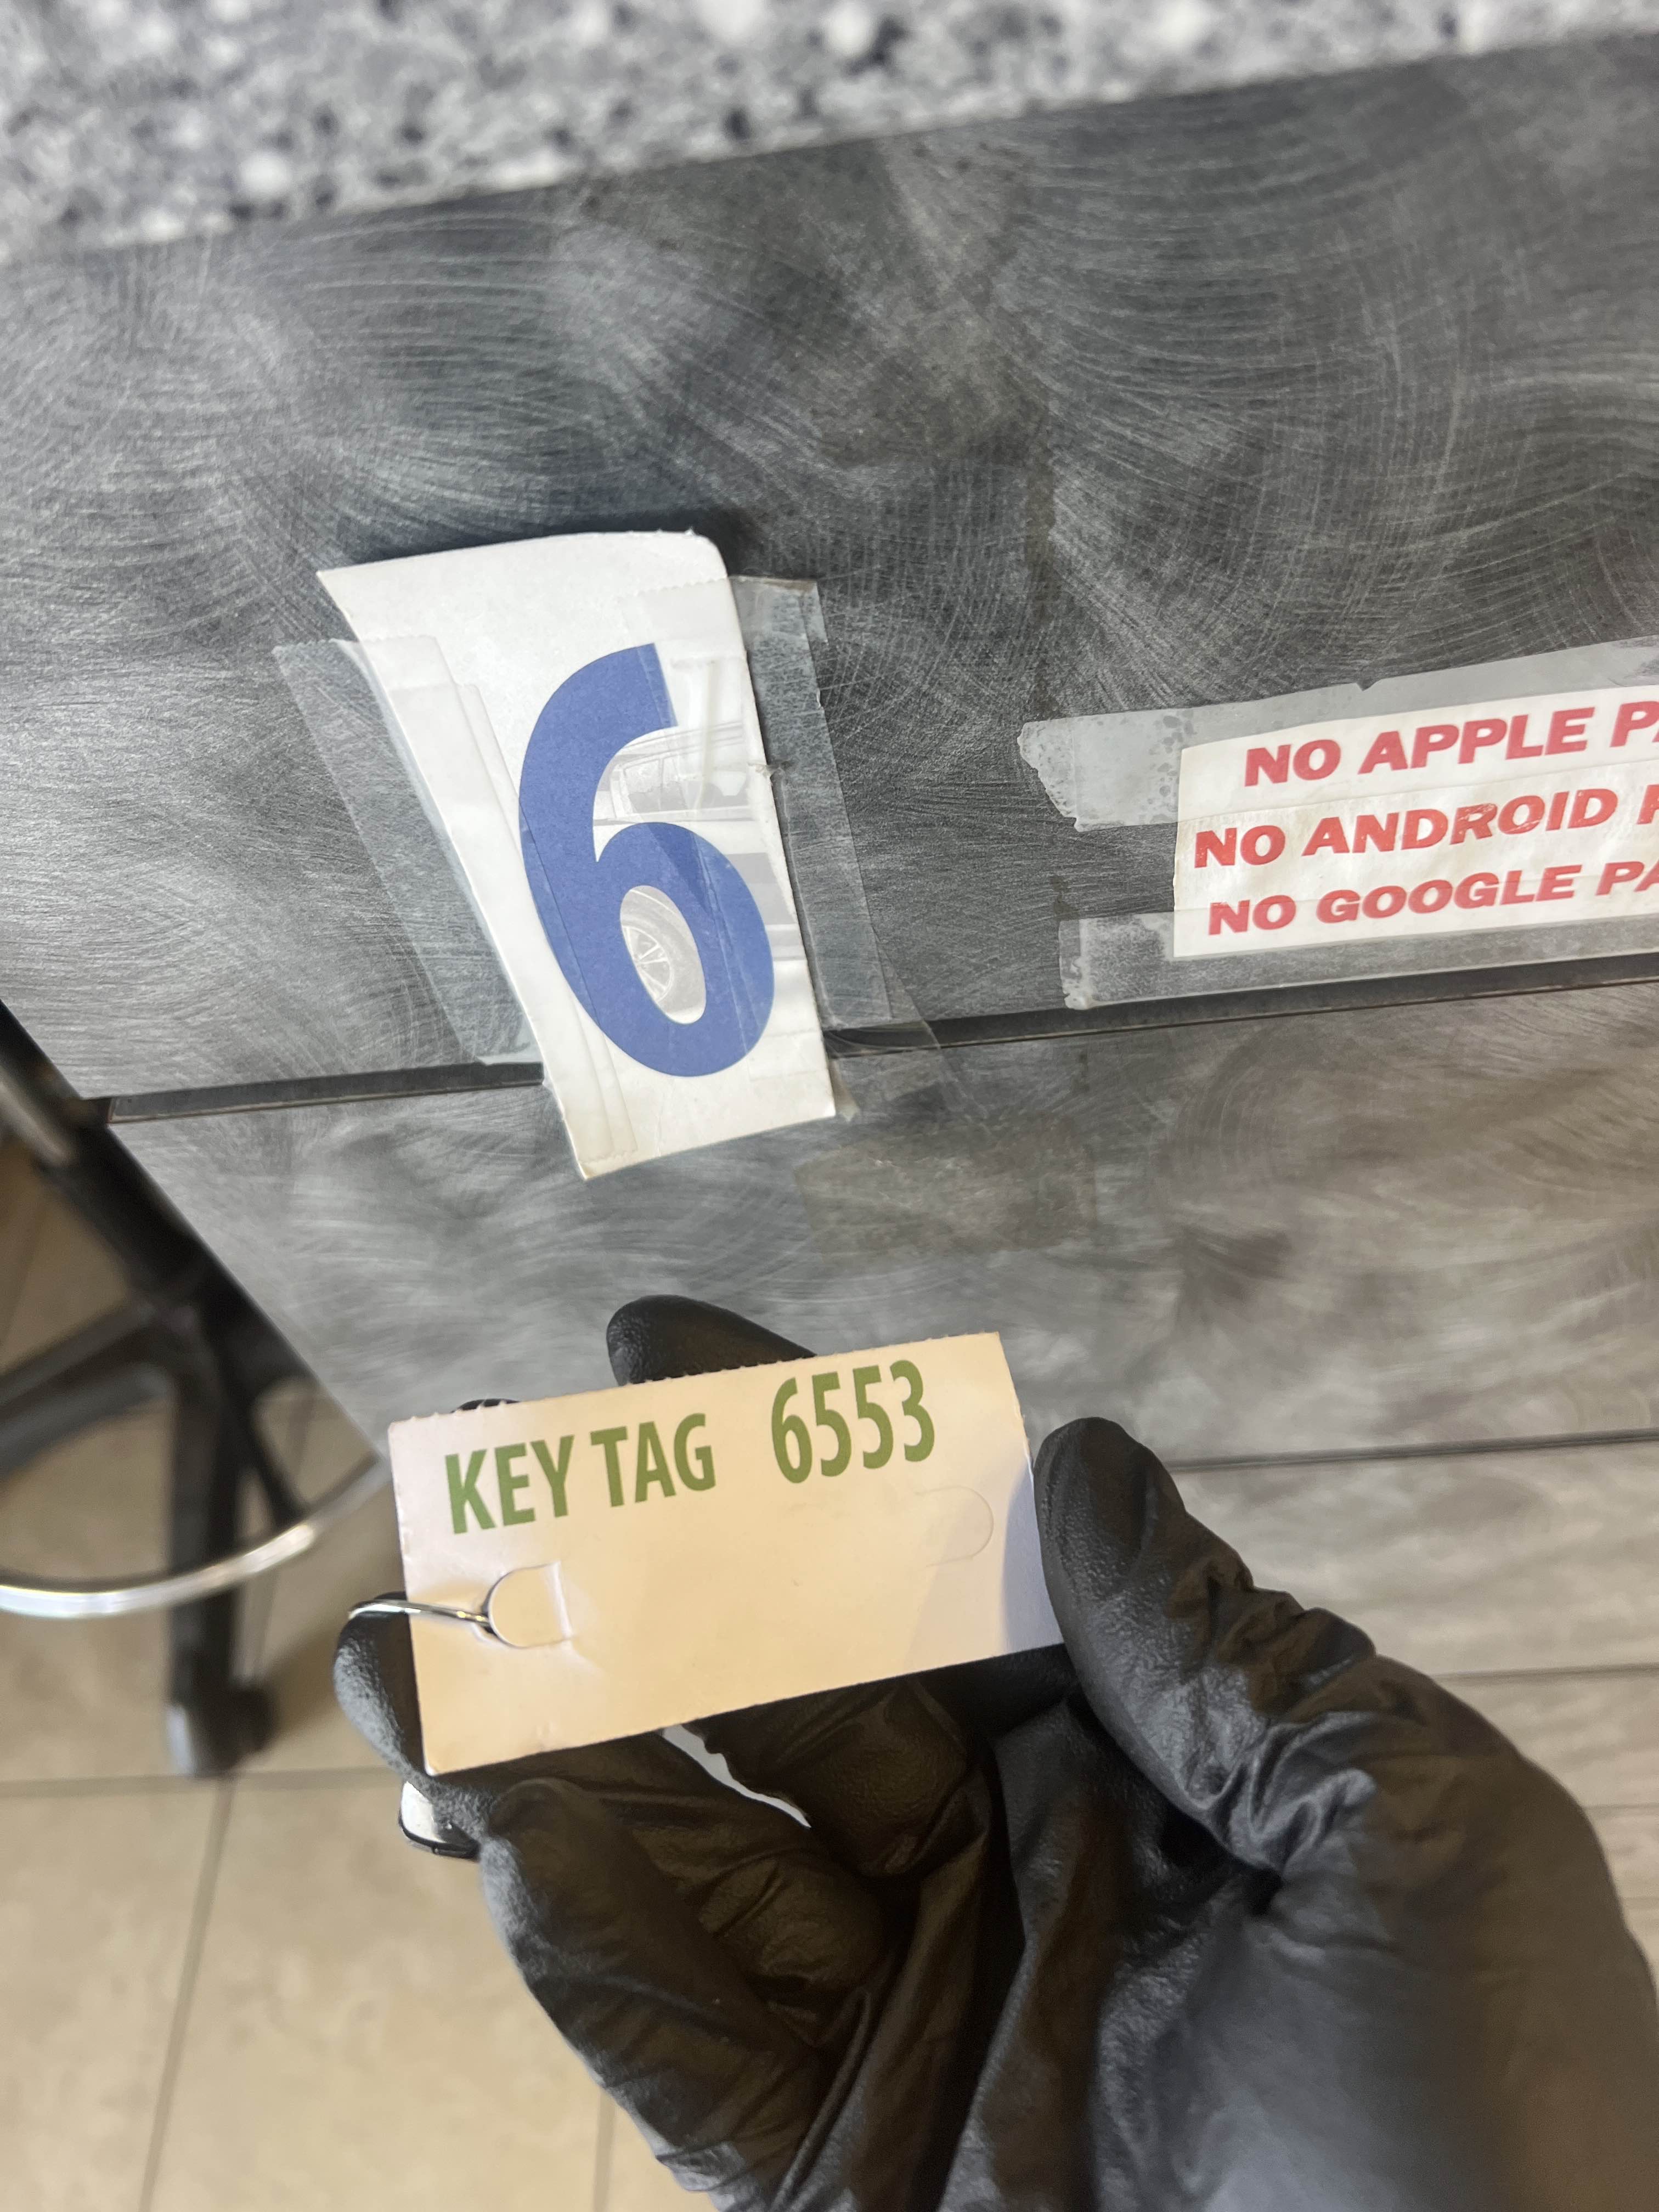 6
NO APPLE PA
NO ANDROID
NO GOOGLE PA
KEY TAG 6553